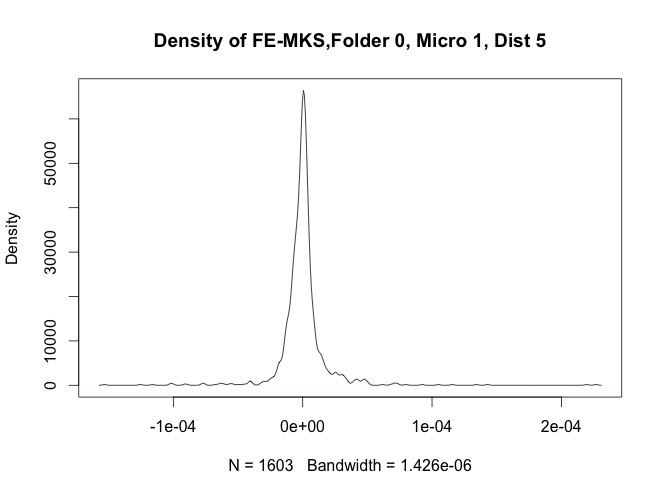 Density of FE-MKS,Folder 0, Micro 1, Dist 5
Density
50000
30000
10000
0
-1e-04 0e+00 1e-04 2e-04
N = 1603 Bandwidth = 1.426e-06